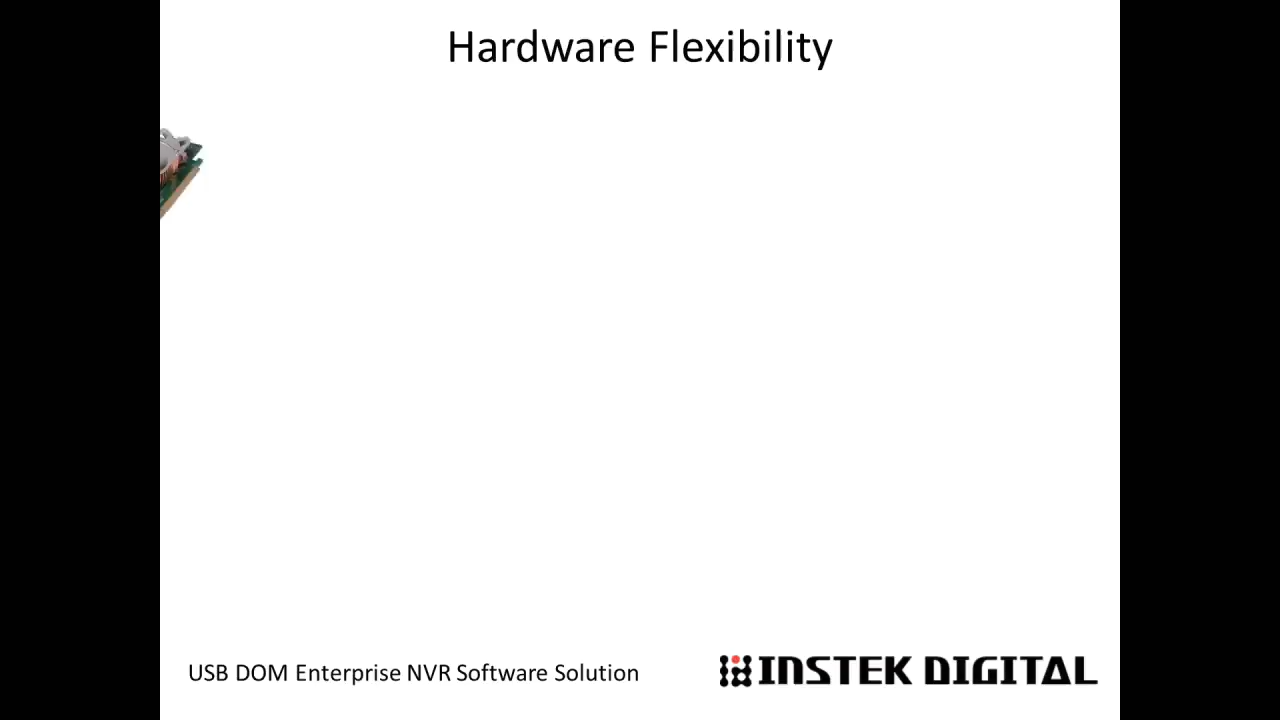 Hardware Flexibility
USB DOM Enterprise NVR Software Solution
INSTEK DIGITAL